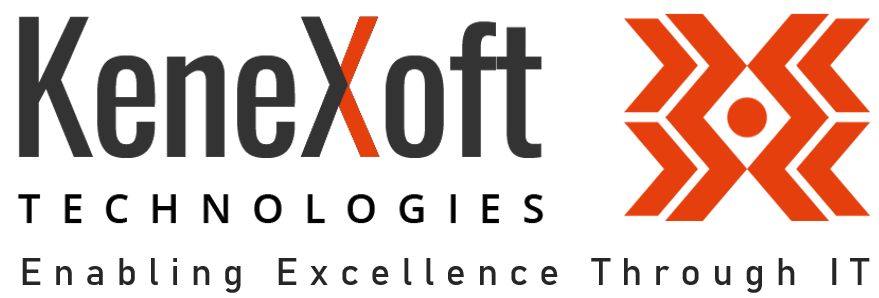 KeneXoft
TECHNOLOGIES
Enabling Excellence Through IT